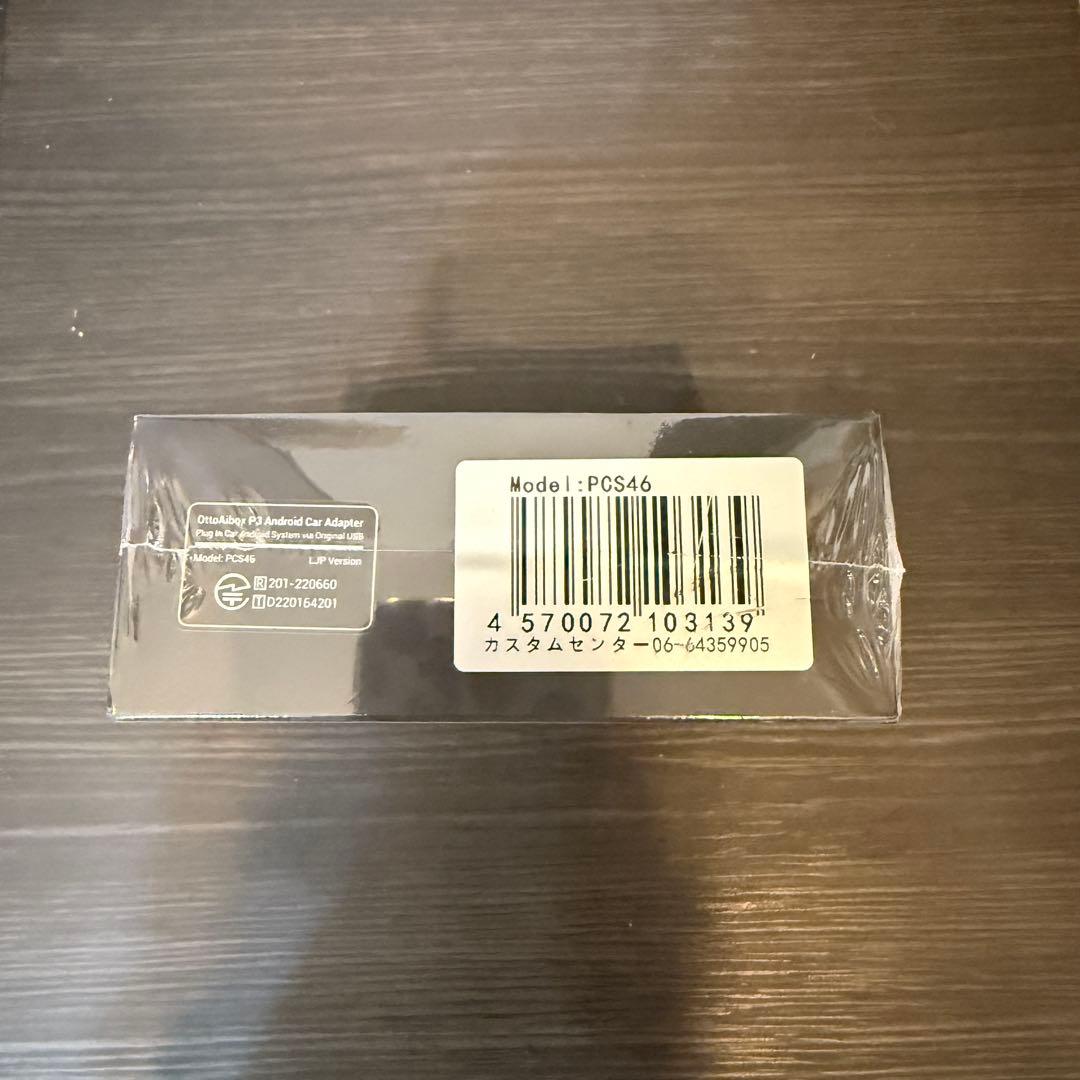 OttoAibox P3 Android Car Adapter
Plug In Car Android System via Original USB
Model: PCS46 LJP Version
R 201-220660
T D220164201
Model:PCS46
4 570072 103139
カスタムセンター06-64359905